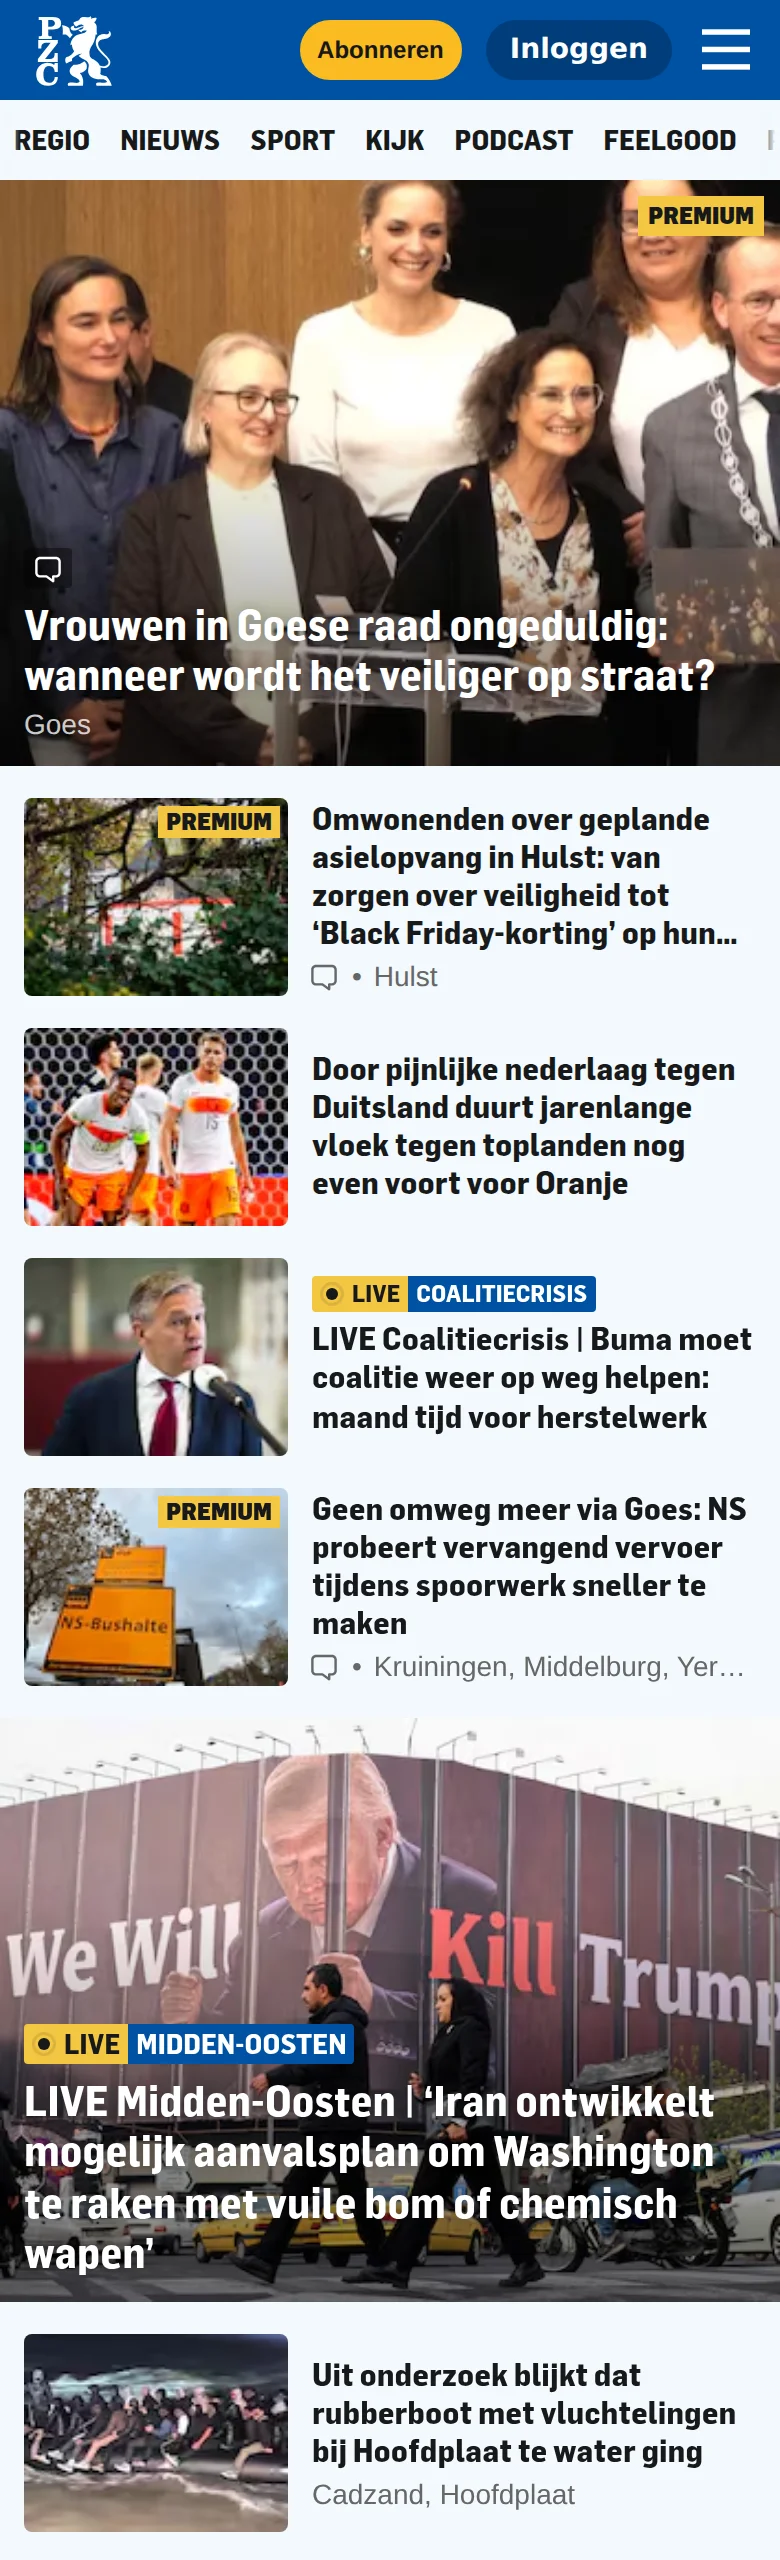 PZC
Abonneren
Inloggen
REGIO NIEUWS SPORT KIJK PODCAST FEELGOOD
PREMIUM
Vrouwen in Goese raad ongeduldig:
wanneer wordt het veiliger op straat?
Goes
PREMIUM
Omwonenden over geplande
asielopvang in Hulst: van
zorgen over veiligheid tot
‘Black Friday-korting’ op hun...
• Hulst
Door pijnlijke nederlaag tegen
Duitsland duurt jarenlange
vloek tegen toplanden nog
even voort voor Oranje
15
LIVE COALITIECRISIS
LIVE Coalitiecrisis | Buma moet
coalitie weer op weg helpen:
maand tijd voor herstelwerk
PREMIUM
NS-Bushalte
Geen omweg meer via Goes: NS
probeert vervangend vervoer
tijdens spoorwerk sneller te
maken
• Kruiningen, Middelburg, Yer...
We Will Kill Trump
LIVE MIDDEN-OOSTEN
LIVE Midden-Oosten | ‘Iran ontwikkelt
mogelijk aanvalsplan om Washington
te raken met vuile bom of chemisch
wapen’
Uit onderzoek blijkt dat
rubberboot met vluchtelingen
bij Hoofdplaat te water ging
Cadzand, Hoofdplaat